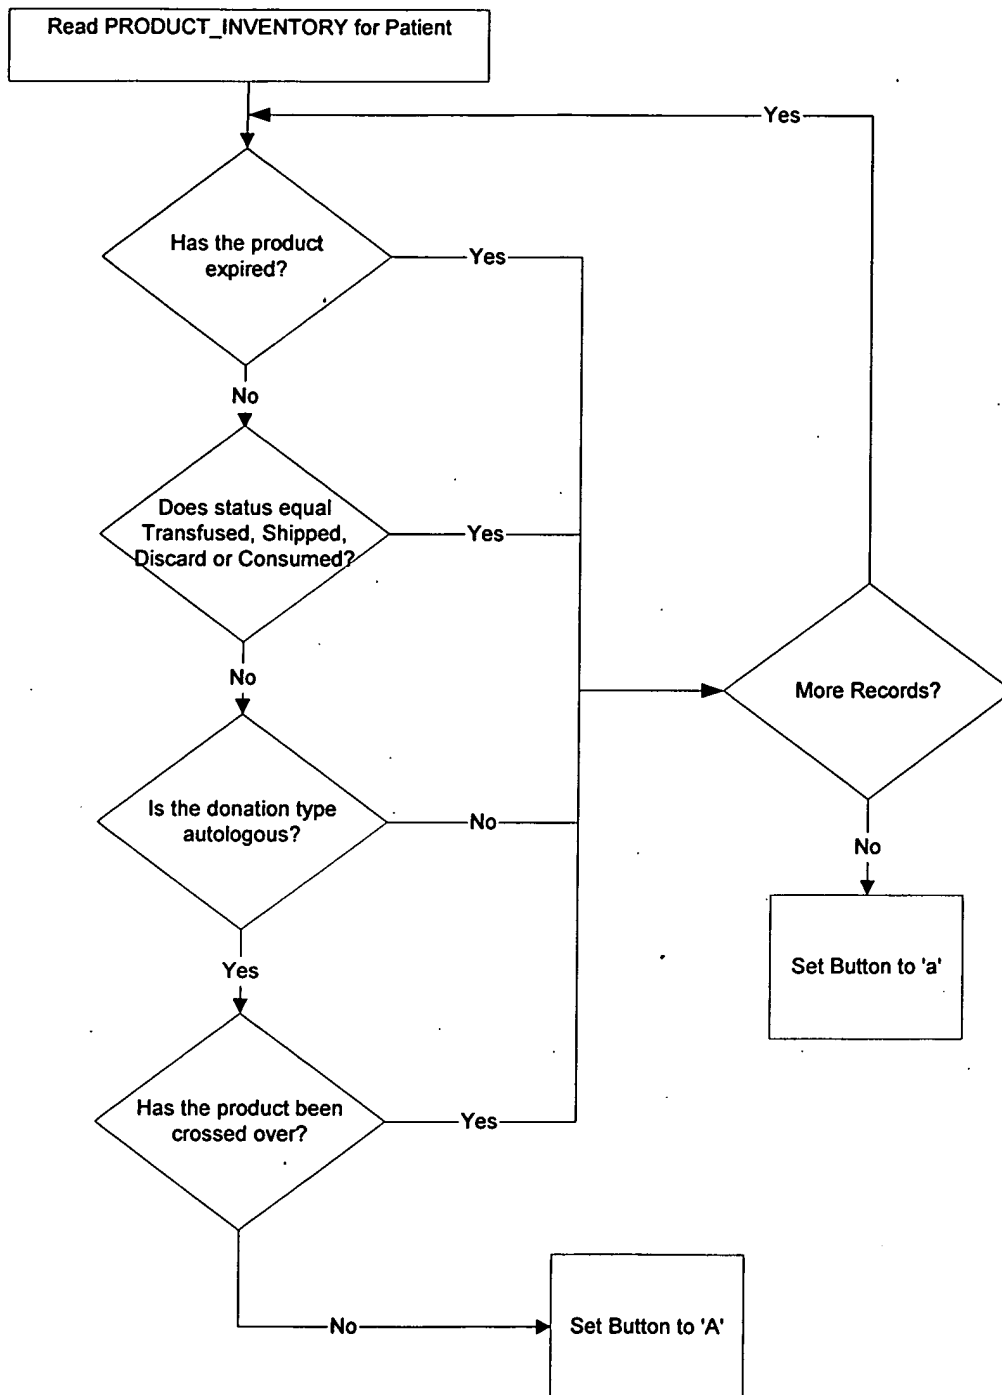 Read PRODUCT_INVENTORY for Patient
Yes
Has the product
expired?
Yes
No
Does status equal
Transfused, Shipped,
Discard or Consumed?
Yes
No
More Records?
Is the donation type
autologous?
No
No
Yes
Set Button to 'a'
Has the product been
crossed over?
Yes
No
Set Button to 'A'